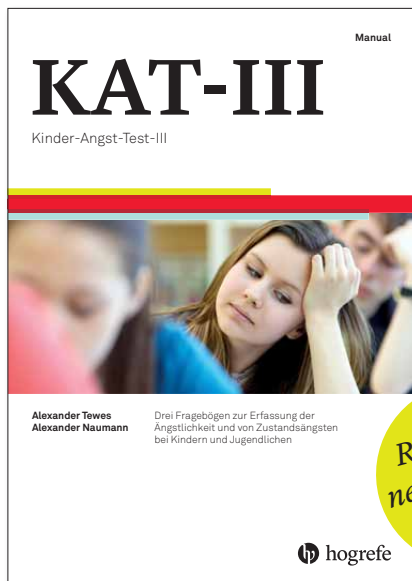 Manual
KAT-III
Kinder-Angst-Test-III
Alexander Tewes
Alexander Naumann
Drei Fragebögen zur Erfassung der
Ängstlichkeit und von Zustandsängsten
bei Kindern und Jugendlichen
hogrefe